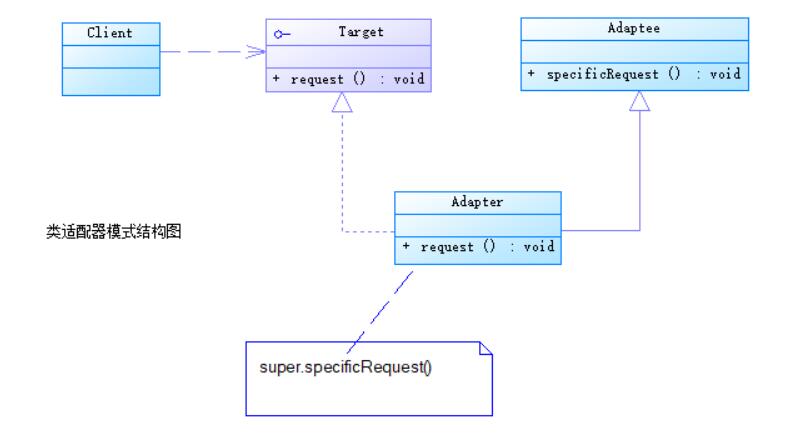 Client
Target
+ request () : void
Adaptee
+ specificRequest () : void
Adapter
+ request () : void
类适配器模式结构图
super.specificRequest()